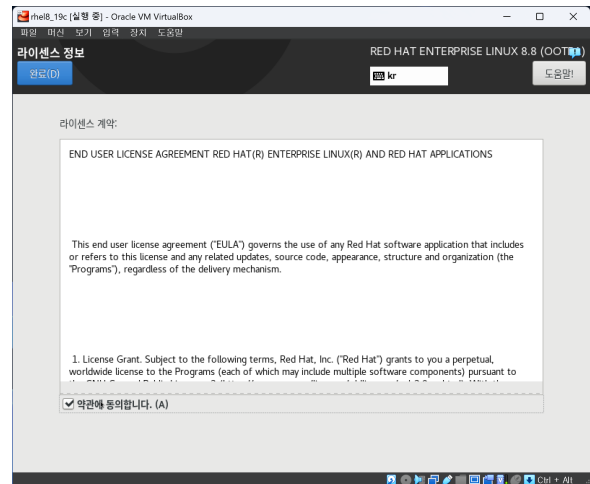 rhel8_19c [실행 중] - Oracle VM VirtualBox
파일 머신 보기 입력 장치 도움말
라이센스 정보
RED HAT ENTERPRISE LINUX 8.8 (OOTPA)
완료(D)
kr
도움말!
라이센스 계약:
END USER LICENSE AGREEMENT RED HAT(R) ENTERPRISE LINUX(R) AND RED HAT APPLICATIONS
This end user license agreement ("EULA") governs the use of any Red Hat software application that includes
or refers to this license and any related updates, source code, appearance, structure and organization (the
"Programs"), regardless of the delivery mechanism.
1. License Grant. Subject to the following terms, Red Hat, Inc. ("Red Hat") grants to you a perpetual,
worldwide license to the Programs (each of which may include multiple software components) pursuant to
약관에 동의합니다. (A)
Ctrl + Alt